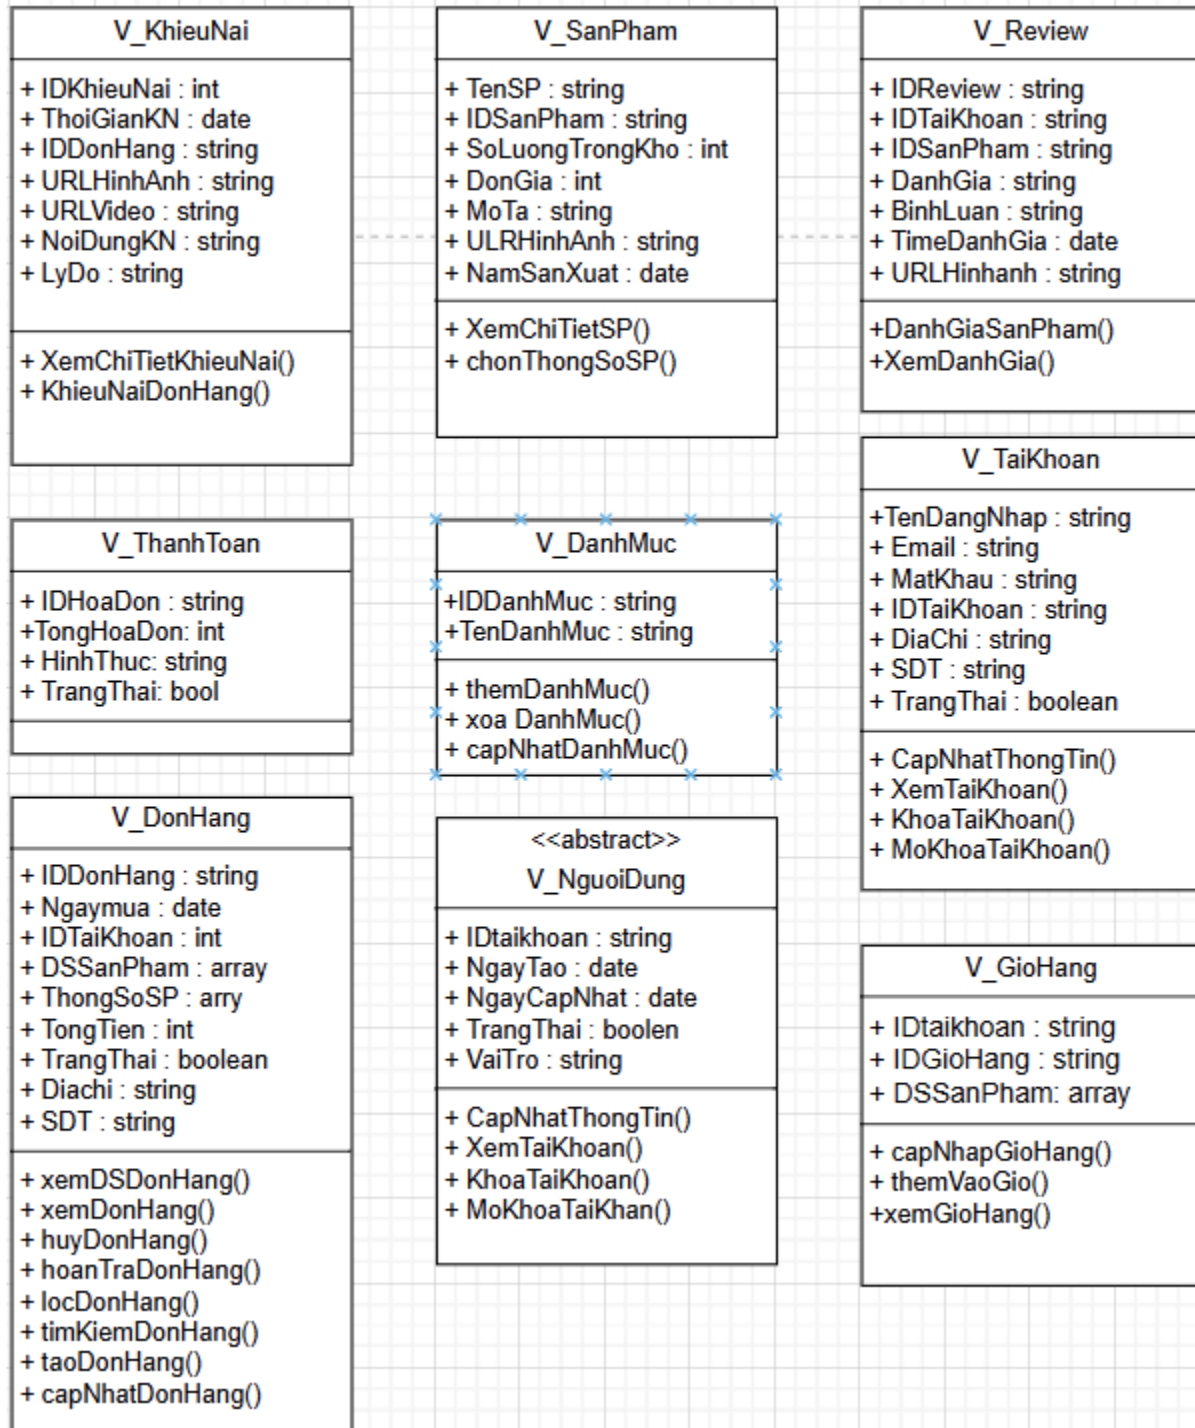 V_KhieuNai
+ IDKhieuNai : int
+ ThoiGianKN : date
+ IDDonHang : string
+ URLHinhAnh : string
+ URLVideo : string
+ NoiDungKN : string
+ LyDo : string
+ XemChiTietKhieuNai()
+ KhieuNaiDonHang()
V_SanPham
+ TenSP : string
+ IDSanPham : string
+ SoLuongTrongKho : int
+ DonGia : int
+ MoTa : string
+ ULRHinhAnh : string
+ NamSanXuat : date
+ XemChiTietSP()
+ chonThongSoSP()
V_Review
+ IDReview : string
+ IDTaiKhoan : string
+ IDSanPham : string
+ DanhGia : string
+ BinhLuan : string
+ TimeDanhGia : date
+ URLHinhanh : string
+DanhGiaSanPham()
+XemDanhGia()
V_ThanhToan
+ IDHoaDon : string
+TongHoaDon: int
+ HinhThuc: string
+ TrangThai: bool
V_DanhMuc
+IDDanhMuc : string
+TenDanhMuc : string
+ themDanhMuc()
+ xoa DanhMuc()
+ capNhatDanhMuc()
V_TaiKhoan
+TenDangNhap : string
+ Email : string
+ MatKhau : string
+ IDTaiKhoan : string
+ DiaChi : string
+ SDT : string
+ TrangThai : boolean
+ CapNhatThongTin()
+ XemTaiKhoan()
+ KhoaTaiKhoan()
+ MoKhoaTaiKhoan()
V_DonHang
+ IDDonHang : string
+ Ngaymua : date
+ IDTaiKhoan : int
+ DSSanPham : array
+ ThongSoSP : arry
+ TongTien : int
+ TrangThai : boolean
+ Diachi : string
+ SDT : string
+ xemDSDonHang()
+ xemDonHang()
+ huyDonHang()
+ hoanTraDonHang()
+ locDonHang()
+ timKiemDonHang()
+ taoDonHang()
+ capNhatDonHang()
<<abstract>>
V_NguoiDung
+ IDtaikhoan : string
+ NgayTao : date
+ NgayCapNhat : date
+ TrangThai : boolen
+ VaiTro : string
+ CapNhatThongTin()
+ XemTaiKhoan()
+ KhoaTaiKhoan()
+ MoKhoaTaiKhan()
V_GioHang
+ IDtaikhoan : string
+ IDGioHang : string
+ DSSanPham: array
+ capNhapGioHang()
+ themVaoGio()
+xemGioHang()